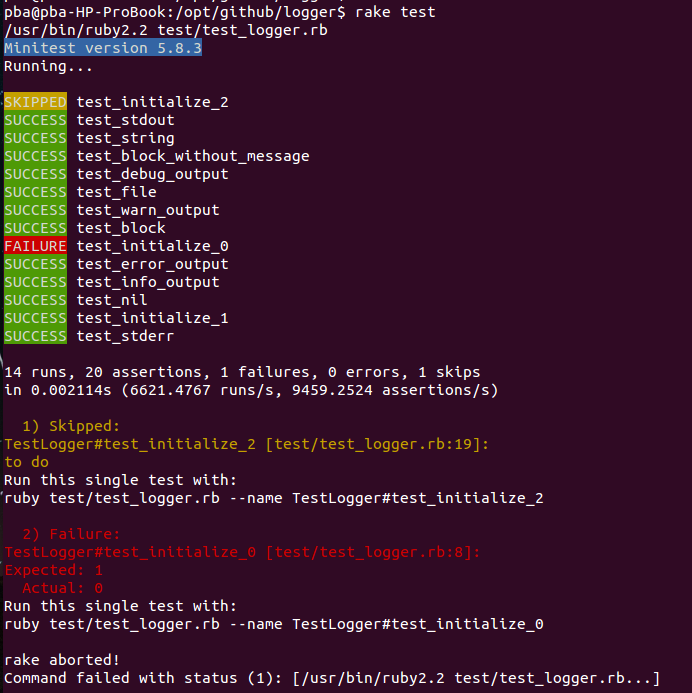 pba@pba-HP-ProBook:/opt/github/logger$ rake test
/usr/bin/ruby2.2 test/test_logger.rb
Minitest version 5.8.3
Running...
SKIPPED test_initialize_2
SUCCESS test_stdout
SUCCESS test_string
SUCCESS test_block_without_message
SUCCESS test_debug_output
SUCCESS test_file
SUCCESS test_warn_output
SUCCESS test_block
FAILURE test_initialize_0
SUCCESS test_error_output
SUCCESS test_info_output
SUCCESS test_nil
SUCCESS test_initialize_1
SUCCESS test_stderr
14 runs, 20 assertions, 1 failures, 0 errors, 1 skips
in 0.002114s (6621.4767 runs/s, 9459.2524 assertions/s)
1) Skipped:
TestLogger#test_initialize_2 [test/test_logger.rb:19]:
to do
Run this single test with:
ruby test/test_logger.rb --name TestLogger#test_initialize_2
2) Failure:
TestLogger#test_initialize_0 [test/test_logger.rb:8]:
Expected: 1
Actual: 0
Run this single test with:
ruby test/test_logger.rb --name TestLogger#test_initialize_0
rake aborted!
Command failed with status (1): [/usr/bin/ruby2.2 test/test_logger.rb...]